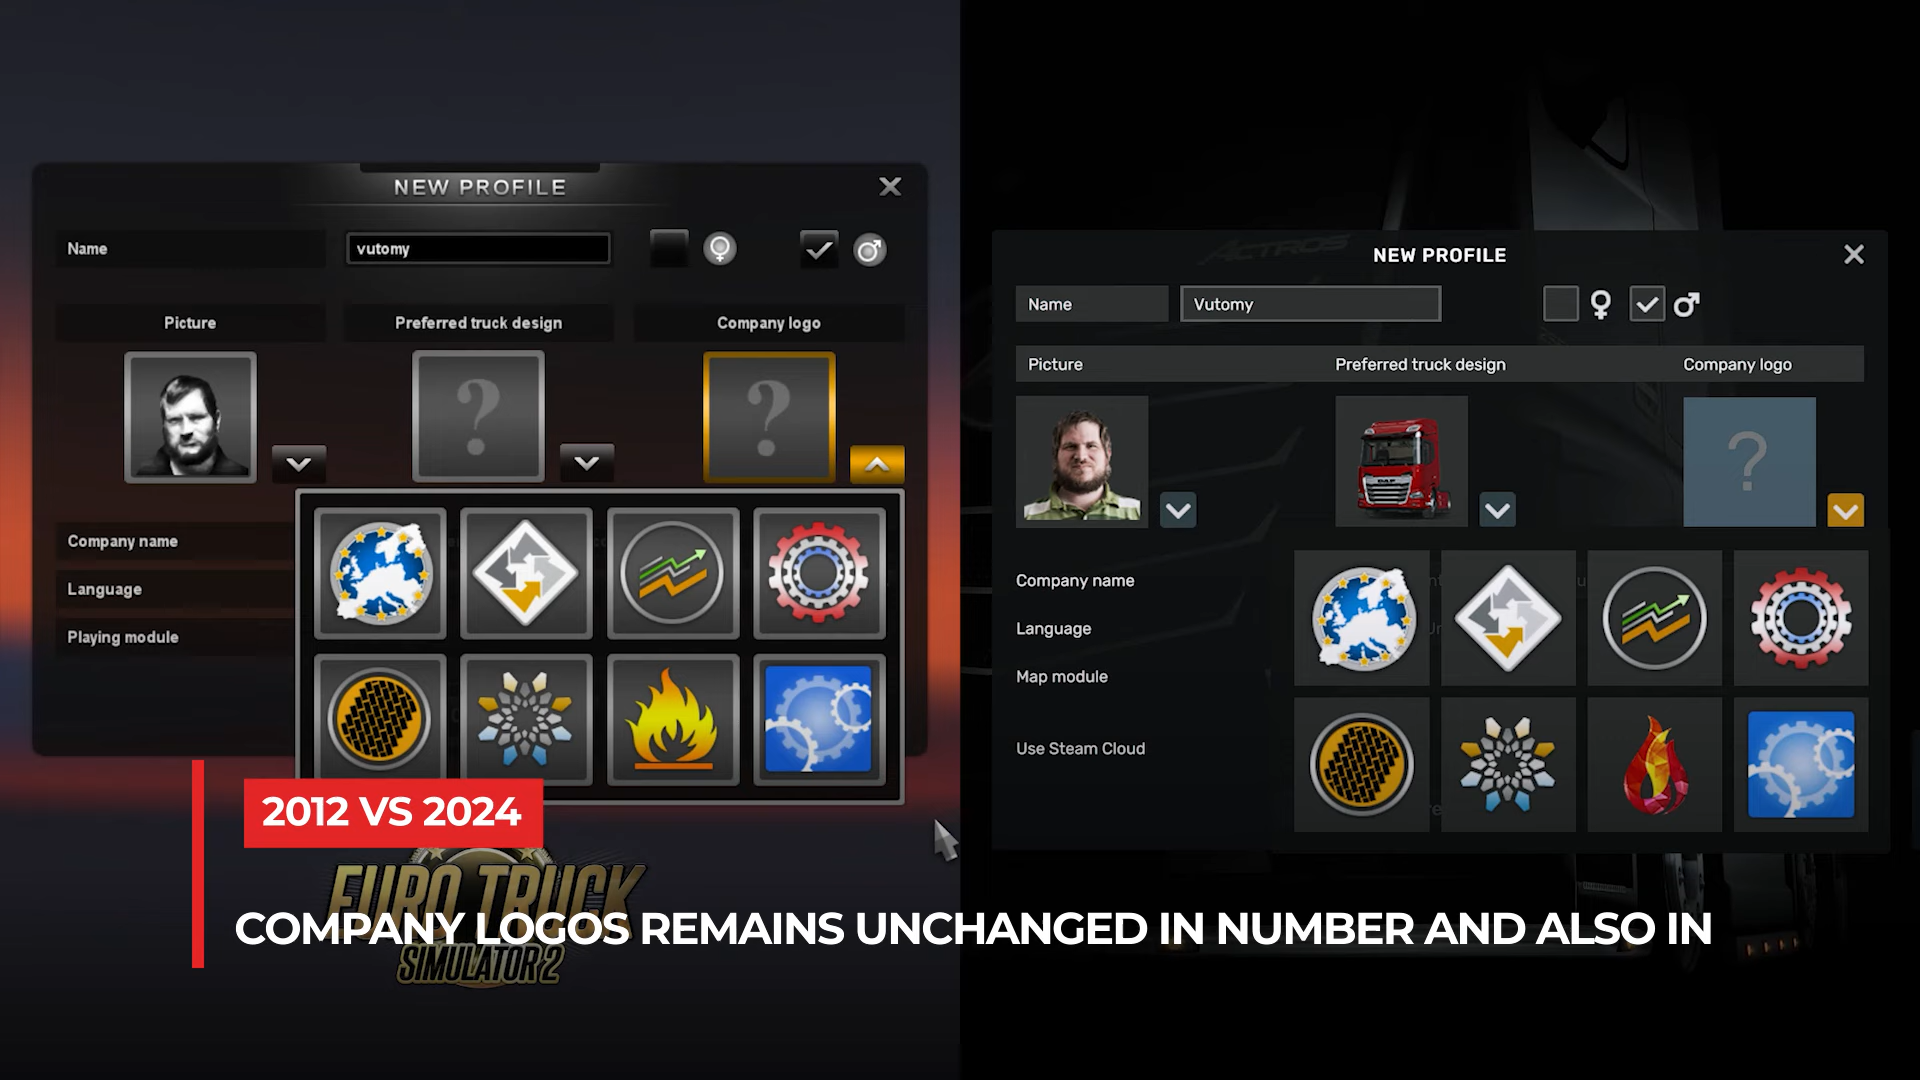 NEW PROFILE
Name
vutomy
Picture
Preferred truck design
Company logo
?
?
Company name
Language
Playing module
ACTROS
NEW PROFILE
Name
Vutomy
Picture
Preferred truck design
Company logo
DAF
?
Company name
Language
Map module
Use Steam Cloud
2012 VS 2024
EURO TRUCK
SIMULATOR 2
COMPANY LOGOS REMAINS UNCHANGED IN NUMBER AND ALSO IN